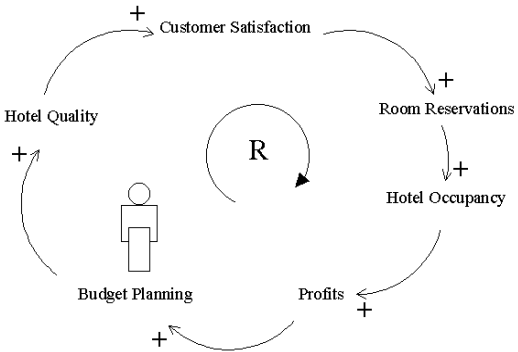 +
Customer Satisfaction
+
Room Reservations
Hotel Quality
+
R
+
Hotel Occupancy
Budget Planning
Profits
+
+